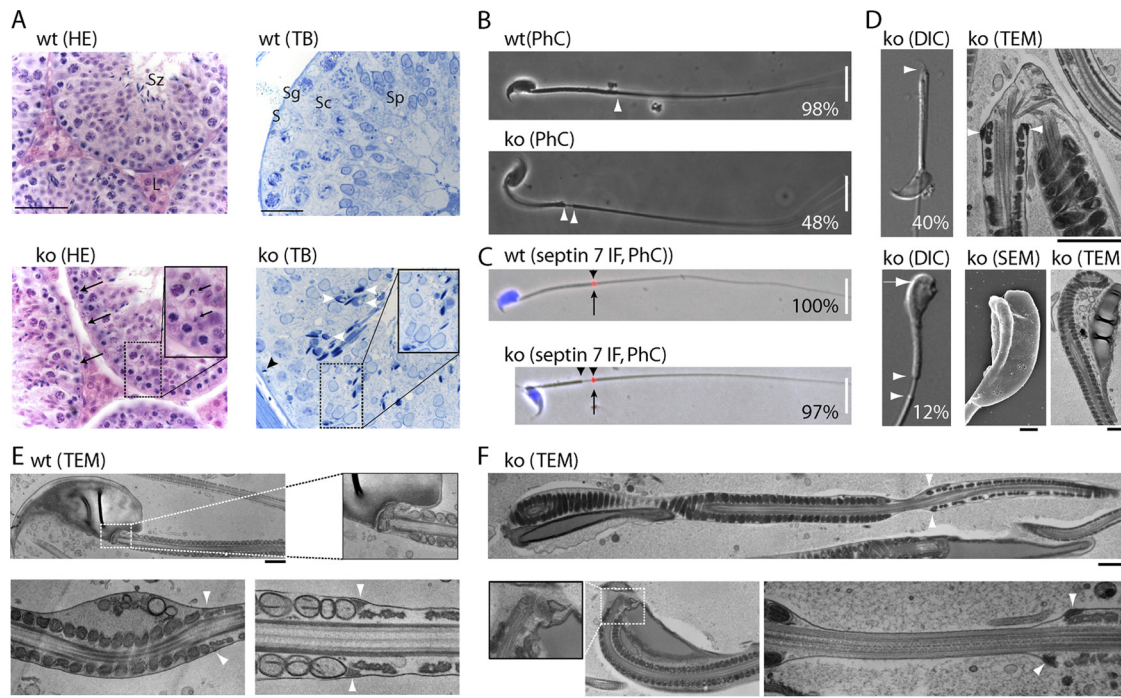 A
wt (HE)
wt (TB)
Sz
L
Sg
S
Sc
Sp
ko (HE)
ko (TB)
B
wt(PhC)
98%
ko (PhC)
48%
C
wt (septin 7 IF, PhC))
100%
ko (septin 7 IF, PhC)
97%
D
ko (DIC)
ko (TEM)
40%
ko (DIC)
ko (SEM)
ko (TEM)
12%
E
wt (TEM)
F
ko (TEM)